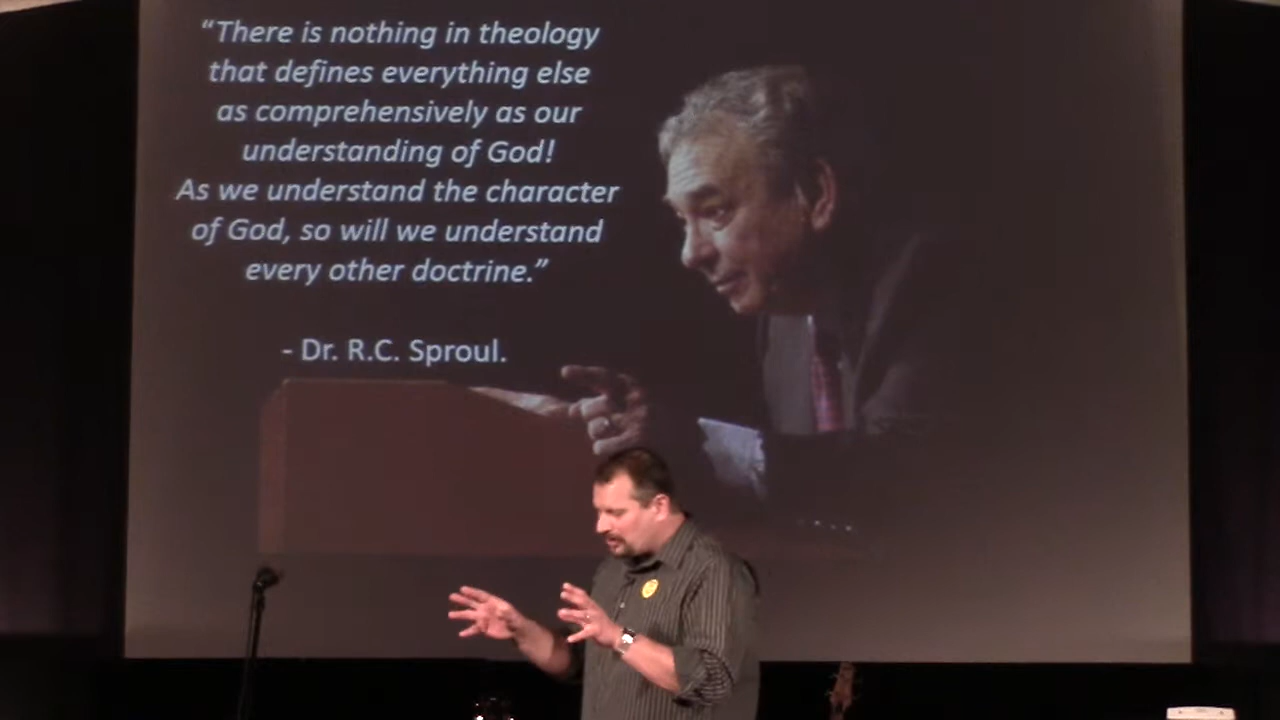 “There is nothing in theology
that defines everything else
as comprehensively as our
understanding of God!
As we understand the character
of God, so will we understand
every other doctrine.”
- Dr. R.C. Sproul.